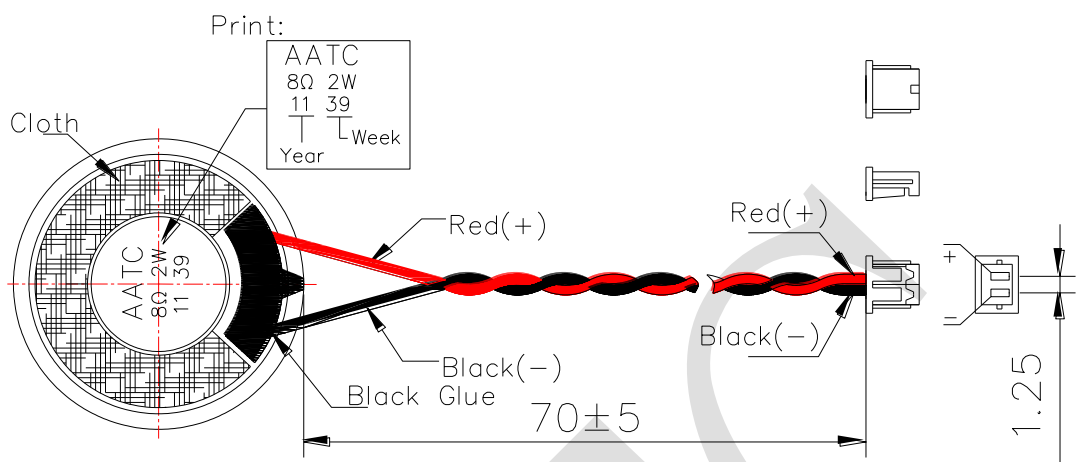 Print:
AATC
8Ω 2W
11 39
Week
Year
Cloth
AATC
8Ω 2W
11 39
Red(+)
Black(-)
Black Glue
Red(+)
Black(-)
70±5
+
1.25